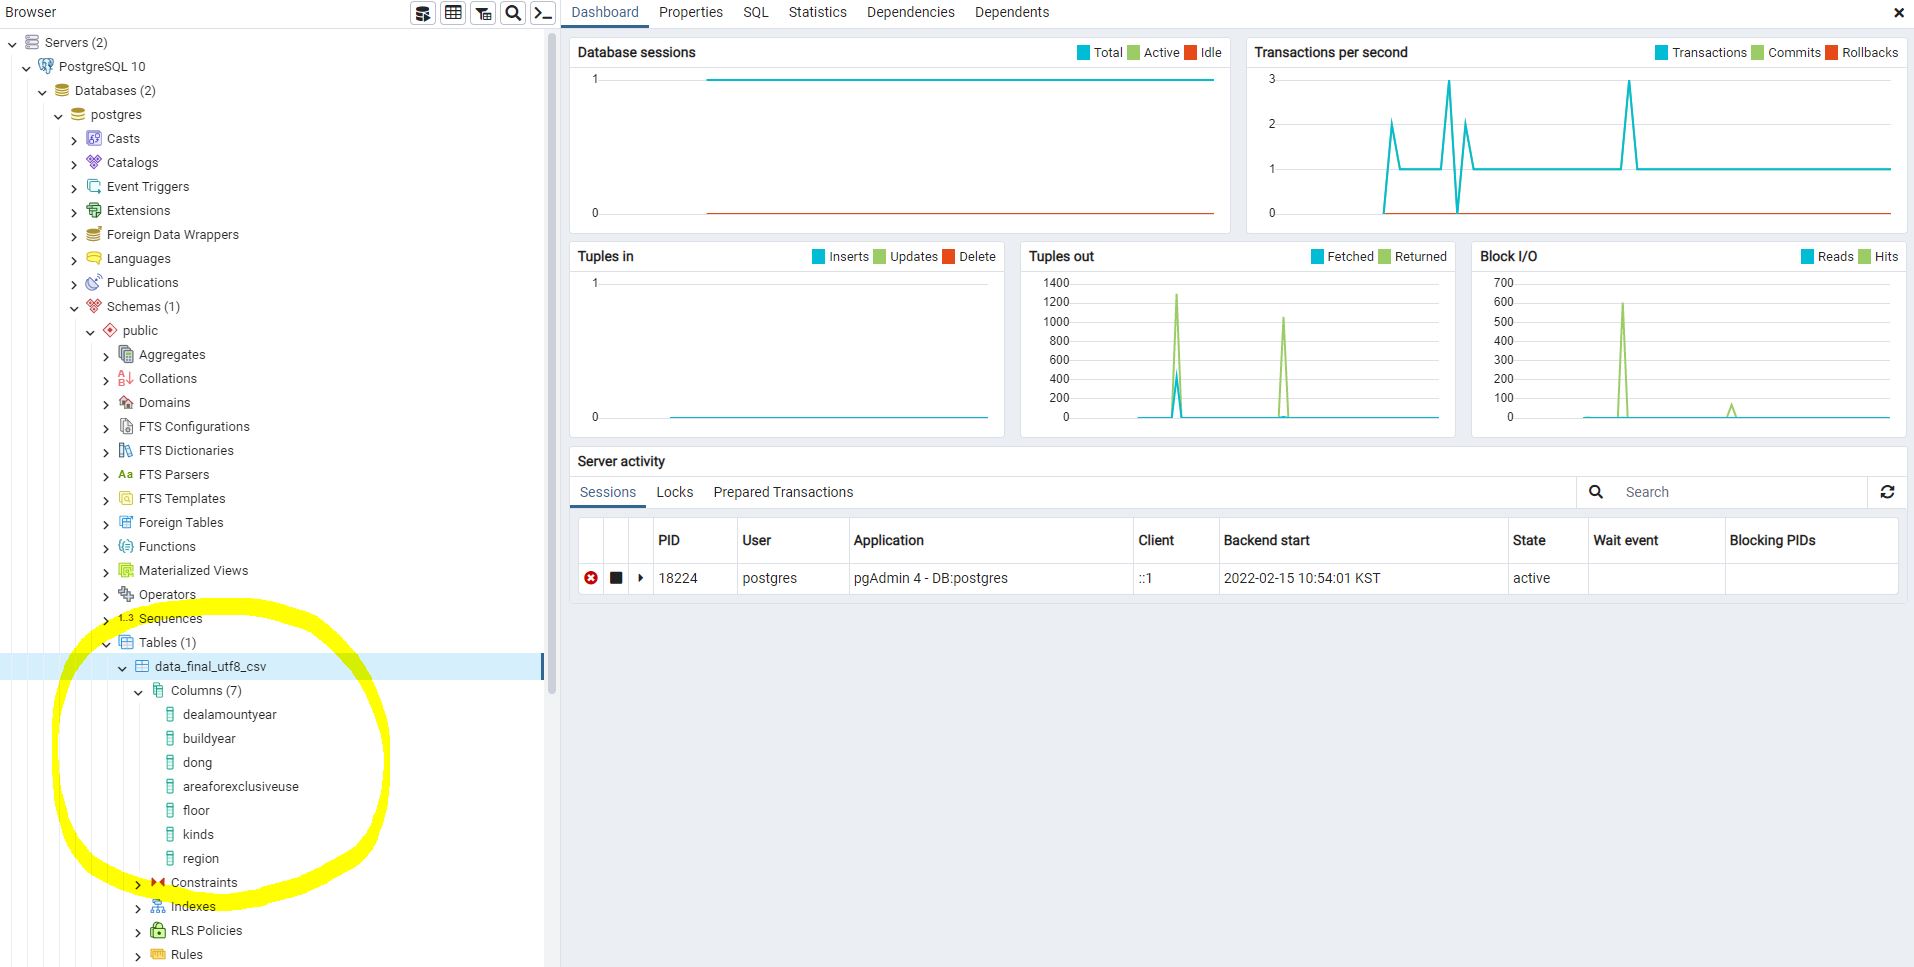 Browser
Servers (2)
PostgreSQL 10
Databases (2)
postgres
Casts
Catalogs
Event Triggers
Extensions
Foreign Data Wrappers
Languages
Publications
Schemas (1)
public
Aggregates
Collations
Domains
FTS Configurations
FTS Dictionaries
Aa FTS Parsers
FTS Templates
Foreign Tables
Functions
Materialized Views
Operators
1..3 Sequences
Tables (1)
data_final_utf8_csv
Columns (7)
dealamountyear
buildyear
dong
areaforexclusiveuse
floor
kinds
region
Constraints
Indexes
RLS Policies
Rules
Dashboard Properties SQL Statistics Dependencies Dependents
Database sessions Total Active Idle
1
0
Transactions per second Transactions Commits Rollbacks
3
2
1
0
Tuples in Inserts Updates Delete
1
0
Tuples out Fetched Returned
1400
1200
1000
800
600
400
200
0
Block I/O Reads Hits
700
600
500
400
300
200
100
0
Server activity
Sessions Locks Prepared Transactions Search
PID User Application Client Backend start State Wait event Blocking PIDs
18224 postgres pgAdmin 4 - DB:postgres ::1 2022-02-15 10:54:01 KST active